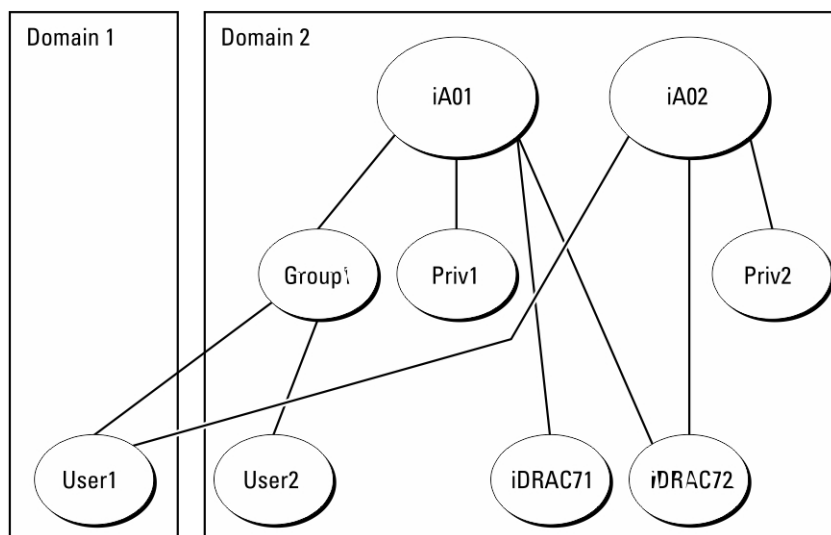 Domain 1
Domain 2
iA01
iA02
Group1
Priv1
Priv2
User1
User2
iDRAC71
iDRAC72